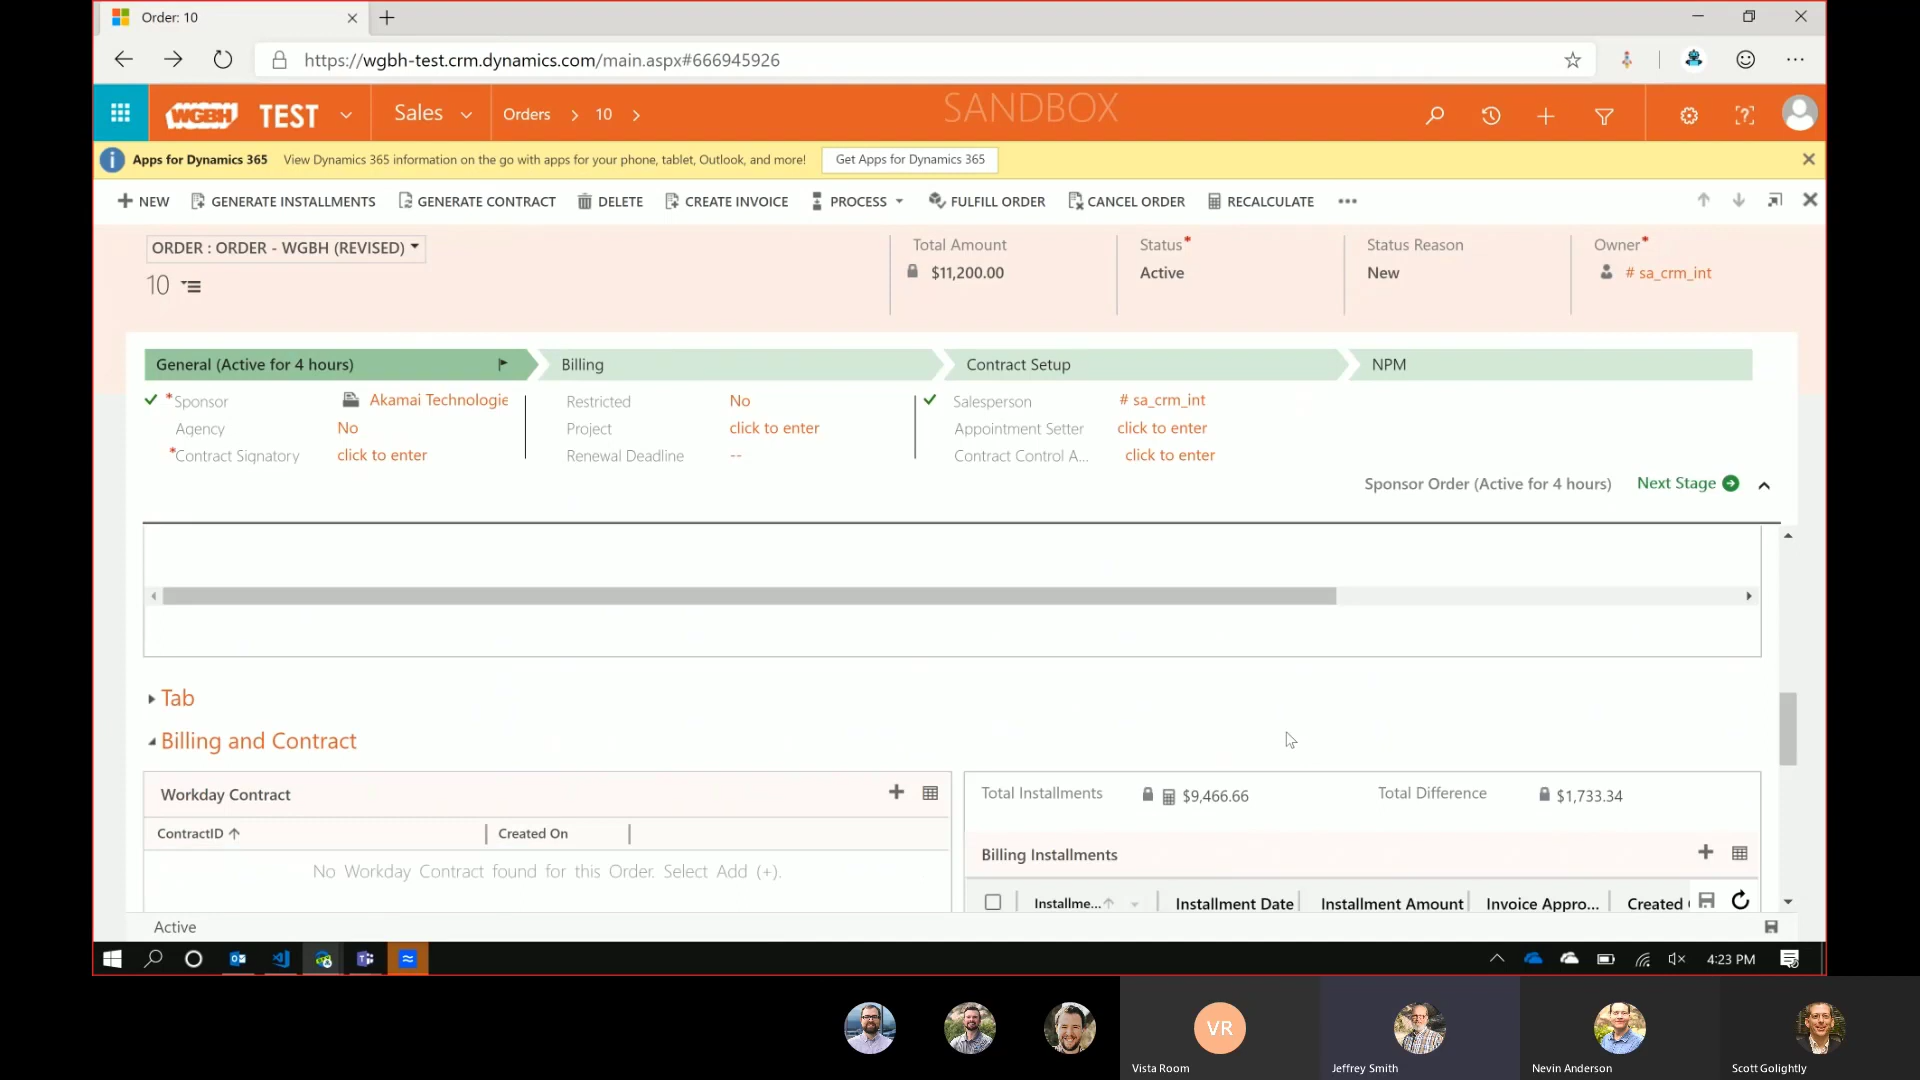 Order: 10
https://wgbh-test.crm.dynamics.com/main.aspx#666945926
WGBH TEST Sales Orders 10 SANDBOX
Apps for Dynamics 365 View Dynamics 365 information on the go with apps for your phone, tablet, Outlook, and more! Get Apps for Dynamics 365
NEW GENERATE INSTALLMENTS GENERATE CONTRACT DELETE CREATE INVOICE PROCESS FULFILL ORDER CANCEL ORDER RECALCULATE
ORDER : ORDER - WGBH (REVISED) Total Amount Status* Status Reason Owner*
10 $11,200.00 Active New # sa_crm_int
General (Active for 4 hours) Billing Contract Setup NPM
*Sponsor Akamai Technologie Restricted No Salesperson # sa_crm_int
Agency No Project click to enter Appointment Setter click to enter
*Contract Signatory click to enter Renewal Deadline -- Contract Control A... click to enter
Sponsor Order (Active for 4 hours) Next Stage
Tab
Billing and Contract
Workday Contract Total Installments $9,466.66 Total Difference $1,733.34
ContractID Created On
Billing Installments
No Workday Contract found for this Order. Select Add (+).
Installme... Installment Date Installment Amount Invoice Appro... Created
Active
4:23 PM
VR
Vista Room Jeffrey Smith Nevin Anderson Scott Golightly